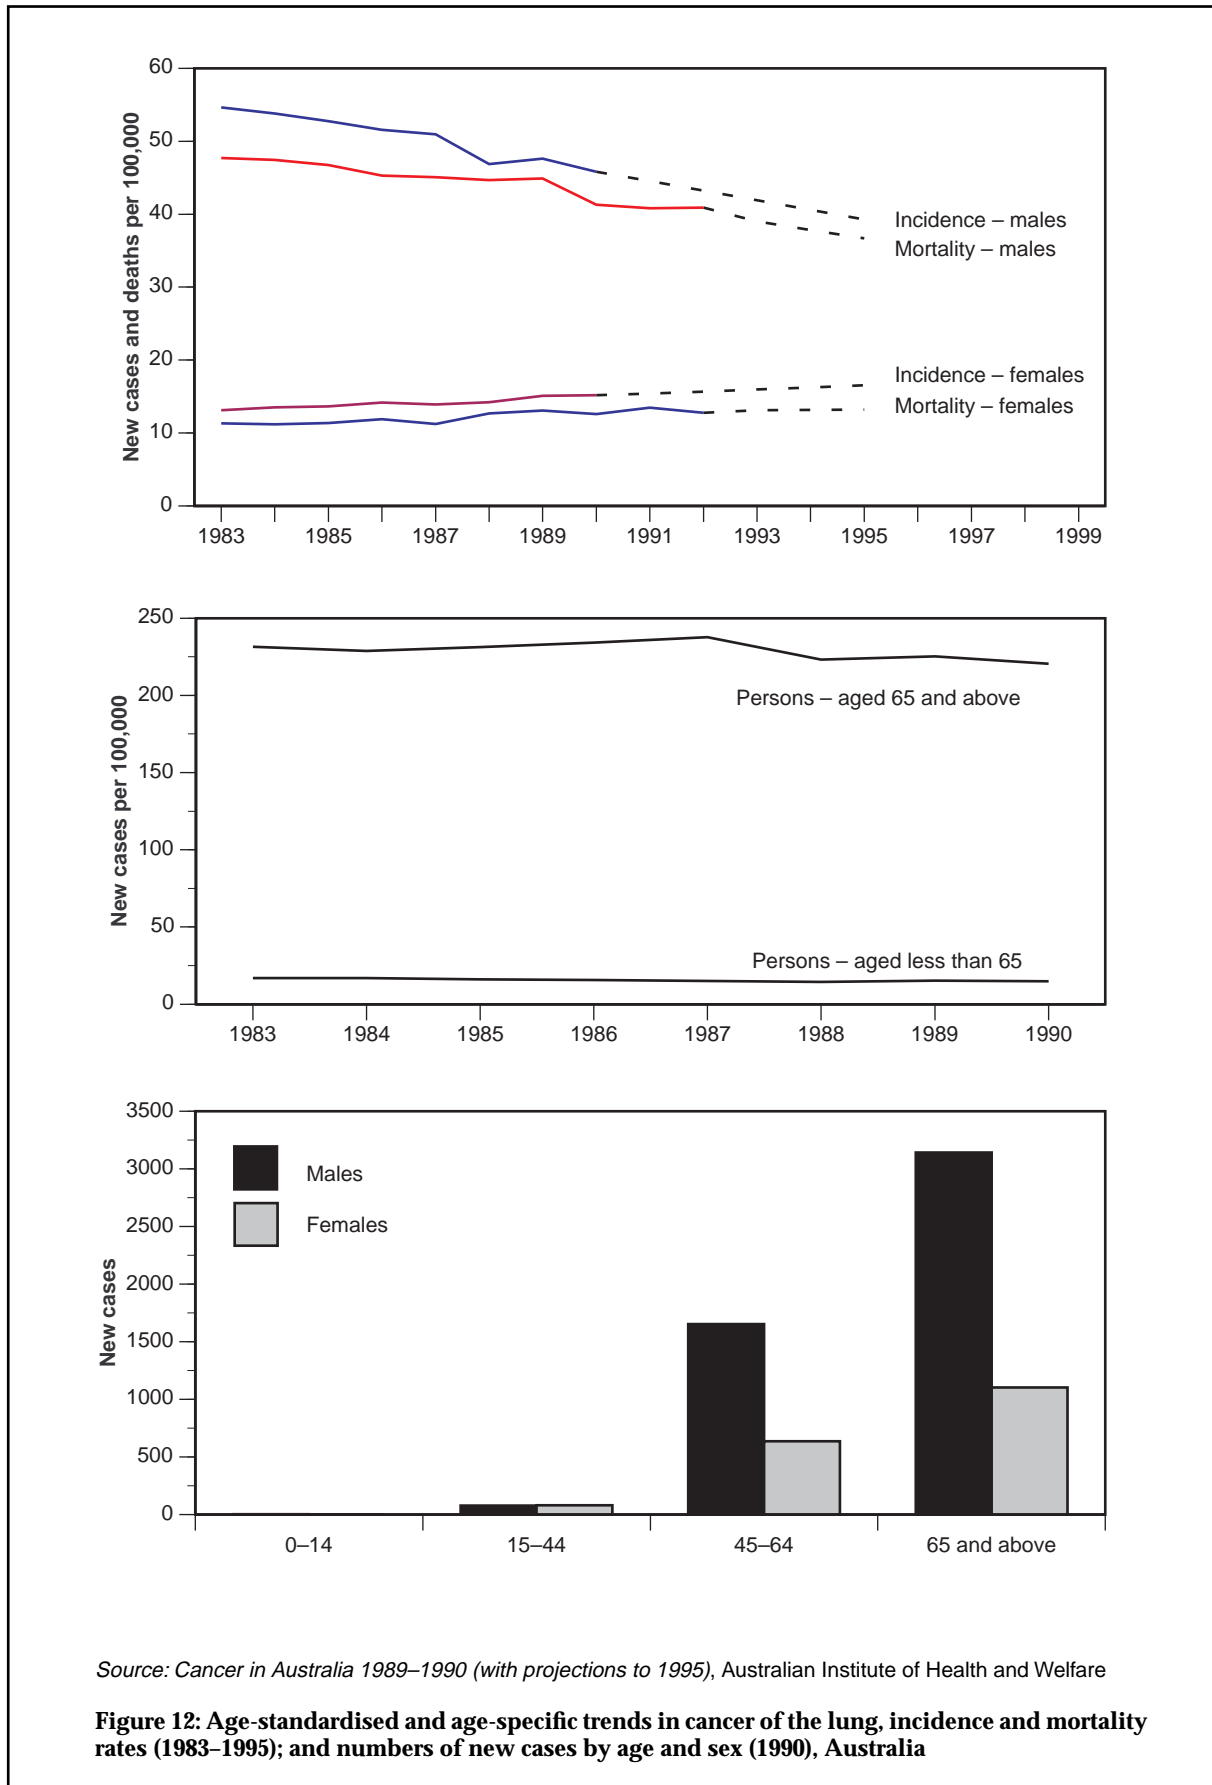 60
50
40
30
20
10
0
New cases and deaths per 100,000
Incidence – males
Mortality – males
Incidence – females
Mortality – females
1983 1985 1987 1989 1991 1993 1995 1997 1999
250
200
150
100
50
0
New cases per 100,000
Persons – aged 65 and above
Persons – aged less than 65
1983 1984 1985 1986 1987 1988 1989 1990
3500
3000
2500
2000
1500
1000
500
0
New cases
Males
Females
0–14 15–44 45–64 65 and above
Source: Cancer in Australia 1989–1990 (with projections to 1995), Australian Institute of Health and Welfare
Figure 12: Age-standardised and age-specific trends in cancer of the lung, incidence and mortality
rates (1983–1995); and numbers of new cases by age and sex (1990), Australia